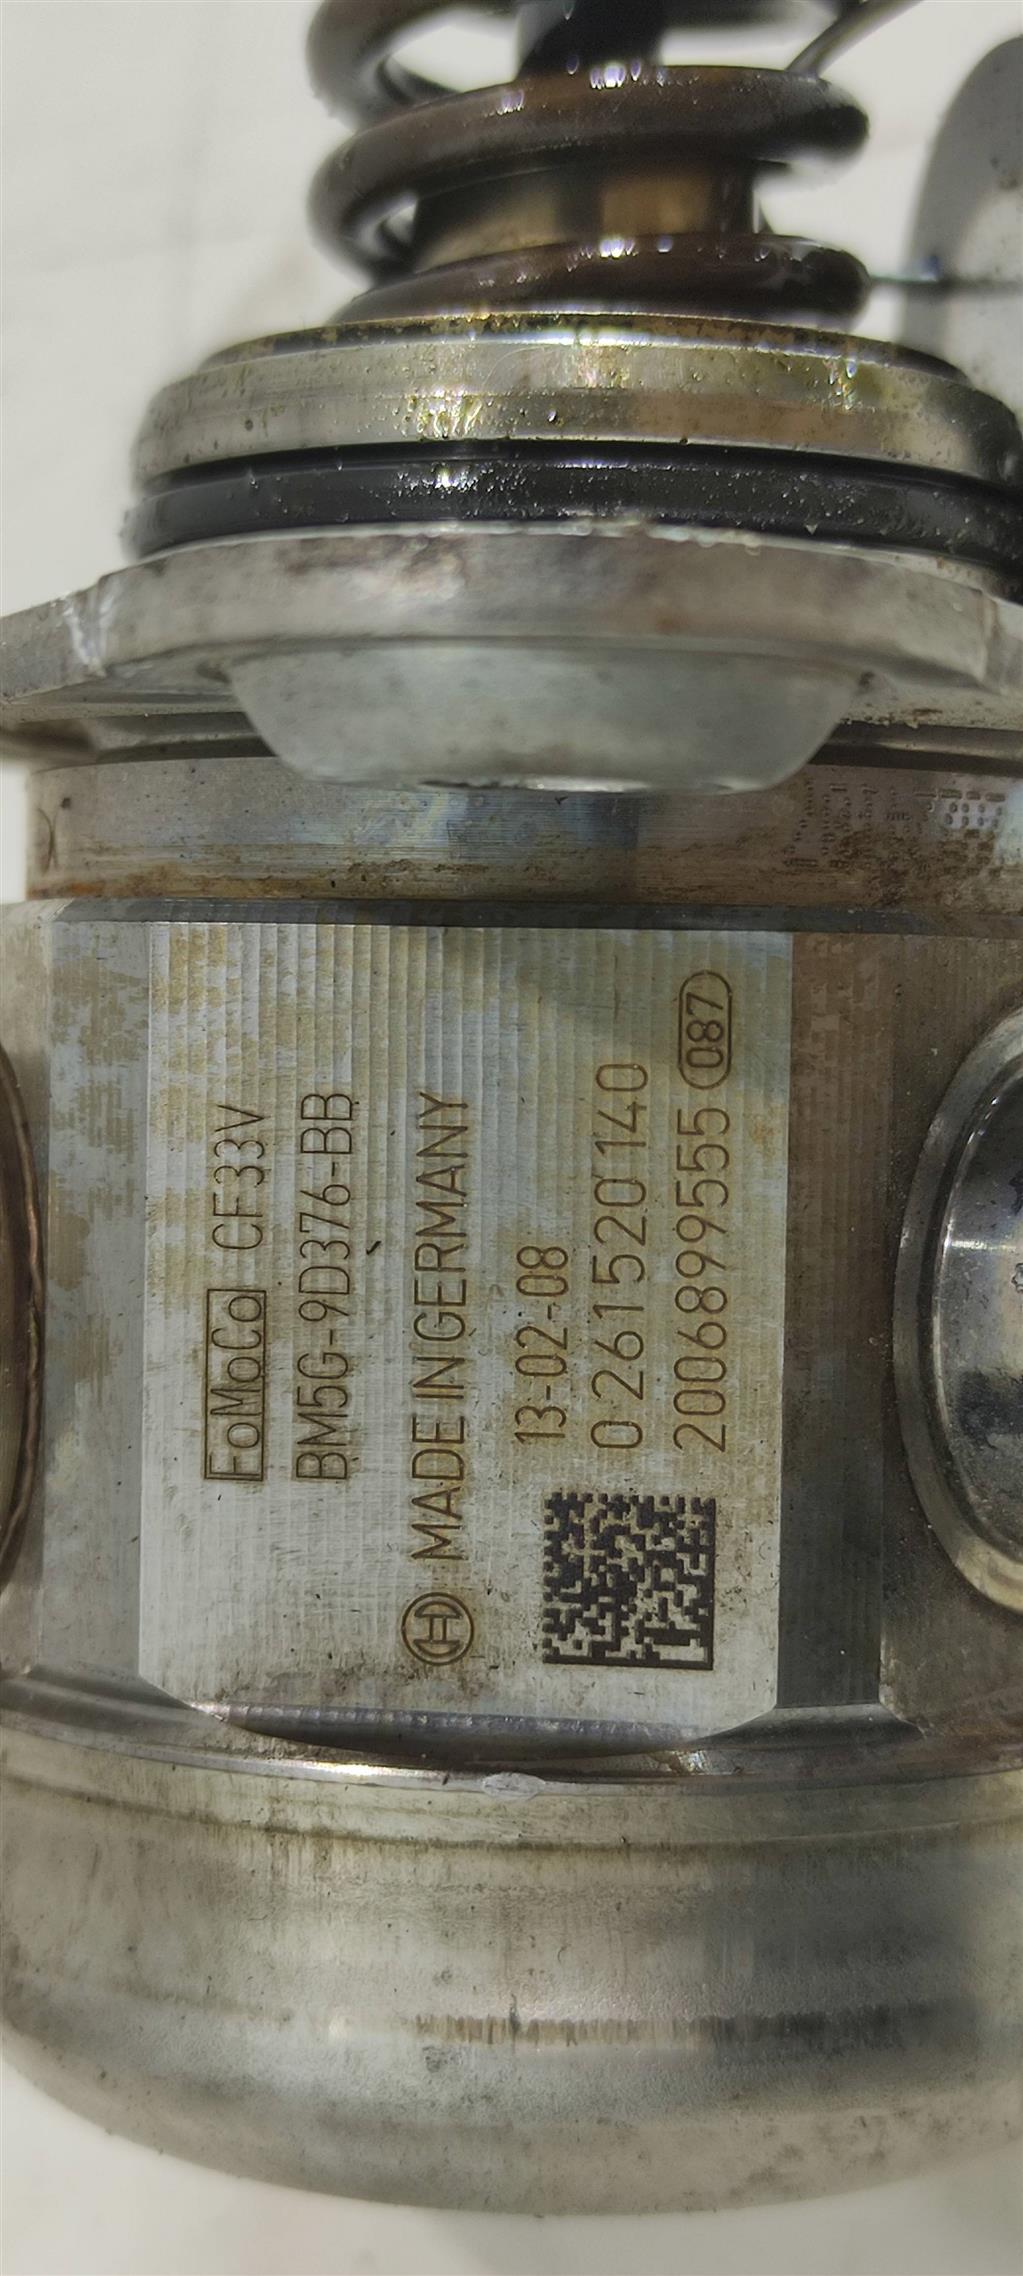 FoMoCo CF33V
BM5G-9D376-BB
MADE IN GERMANY
13-02-08
0 261 520 140
2006899555 087